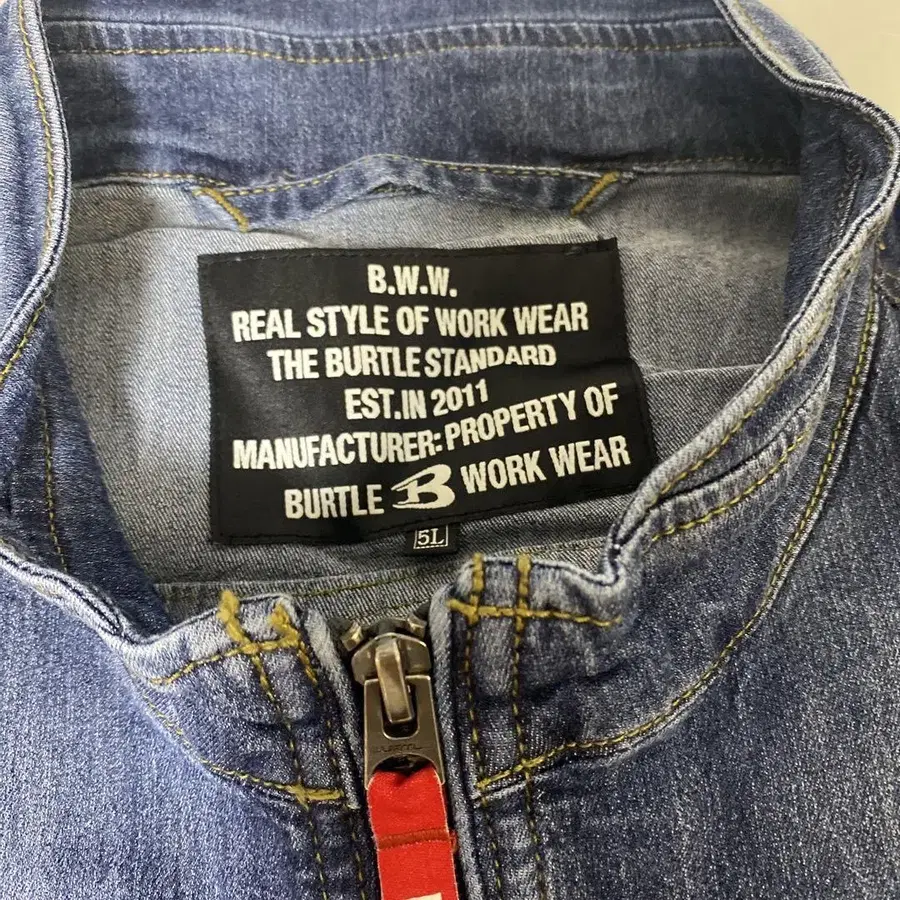 B.W.W.
REAL STYLE OF WORK WEAR
THE BURTLE STANDARD
EST.IN 2011
MANUFACTURER: PROPERTY OF
BURTLE B WORK WEAR
5L